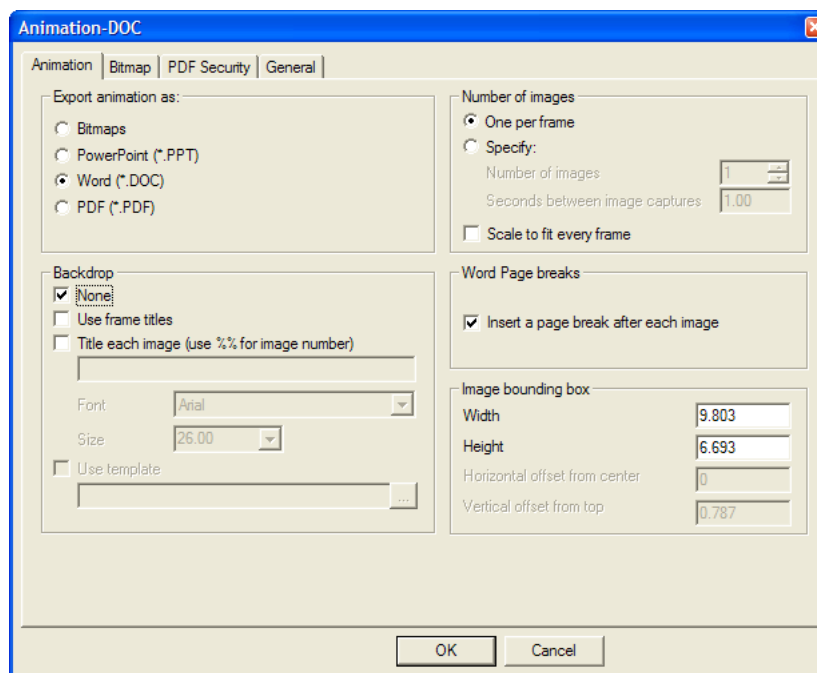 Animation-DOC
Animation Bitmap PDF Security General
Export animation as:
Bitmaps
PowerPoint (*.PPT)
Word (*.DOC)
PDF (*.PDF)
Number of images
One per frame
Specify:
Number of images 1
Seconds between image captures 1.00
Scale to fit every frame
Backdrop
None
Use frame titles
Title each image (use %% for image number)
Font Arial
Size 26.00
Use template
...
Word Page breaks
Insert a page break after each image
Image bounding box
Width 9.803
Height 6.693
Horizontal offset from center 0
Vertical offset from top 0.787
OK Cancel